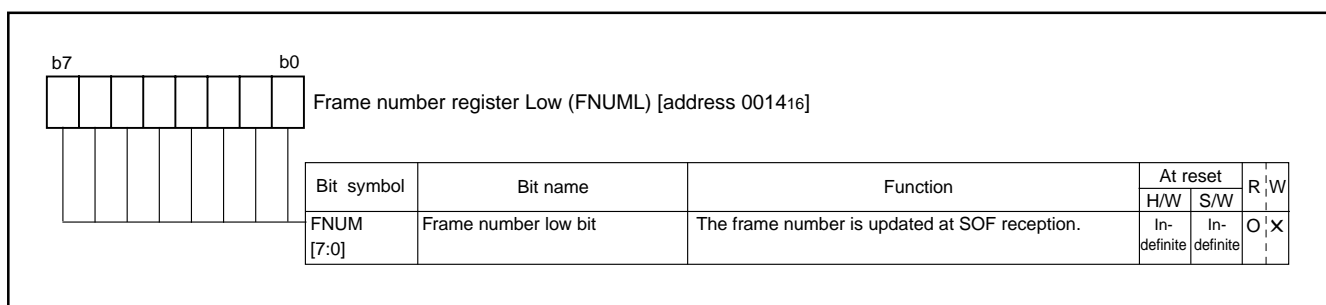 b7 b0
Frame number register Low (FNUML) [address 001416]
Bit symbol Bit name Function At reset R W
H/W S/W
FNUM Frame number low bit The frame number is updated at SOF reception. In- In- O X
[7:0] definite definite